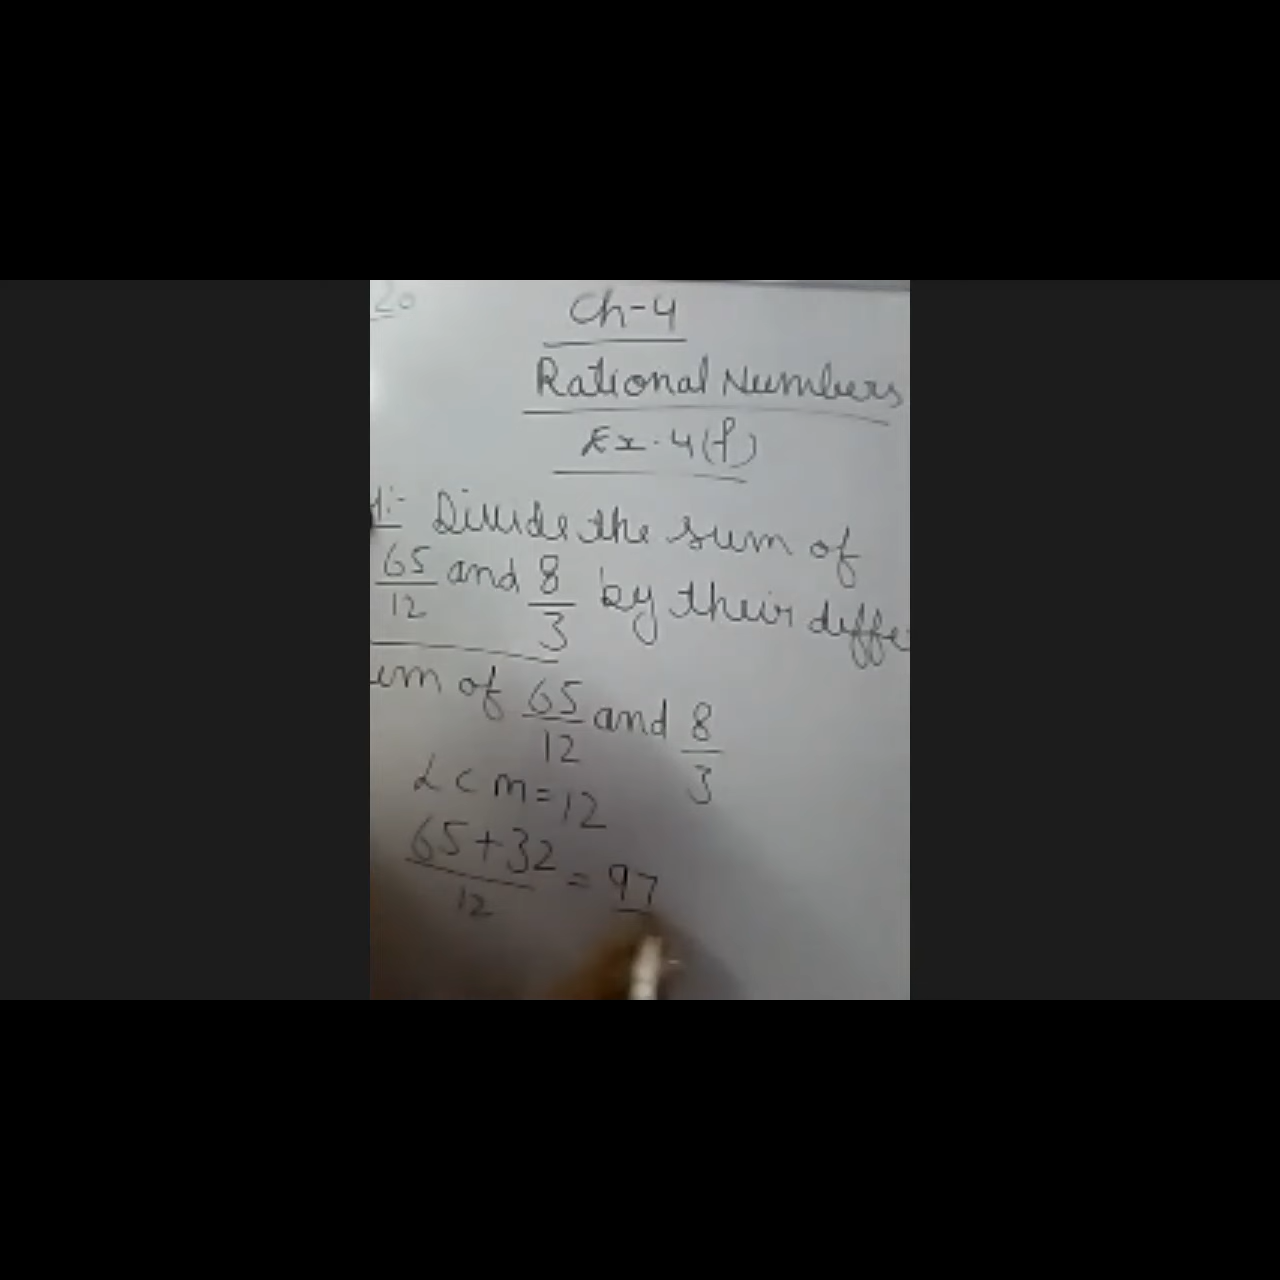 20
Ch-4
Rational Numbers
Ex. 4(f)
1:- Divide the sum of
65/12 and 8/3 by their diffe
um of 65/12 and 8/3
LCM = 12
65+32/12 = 97